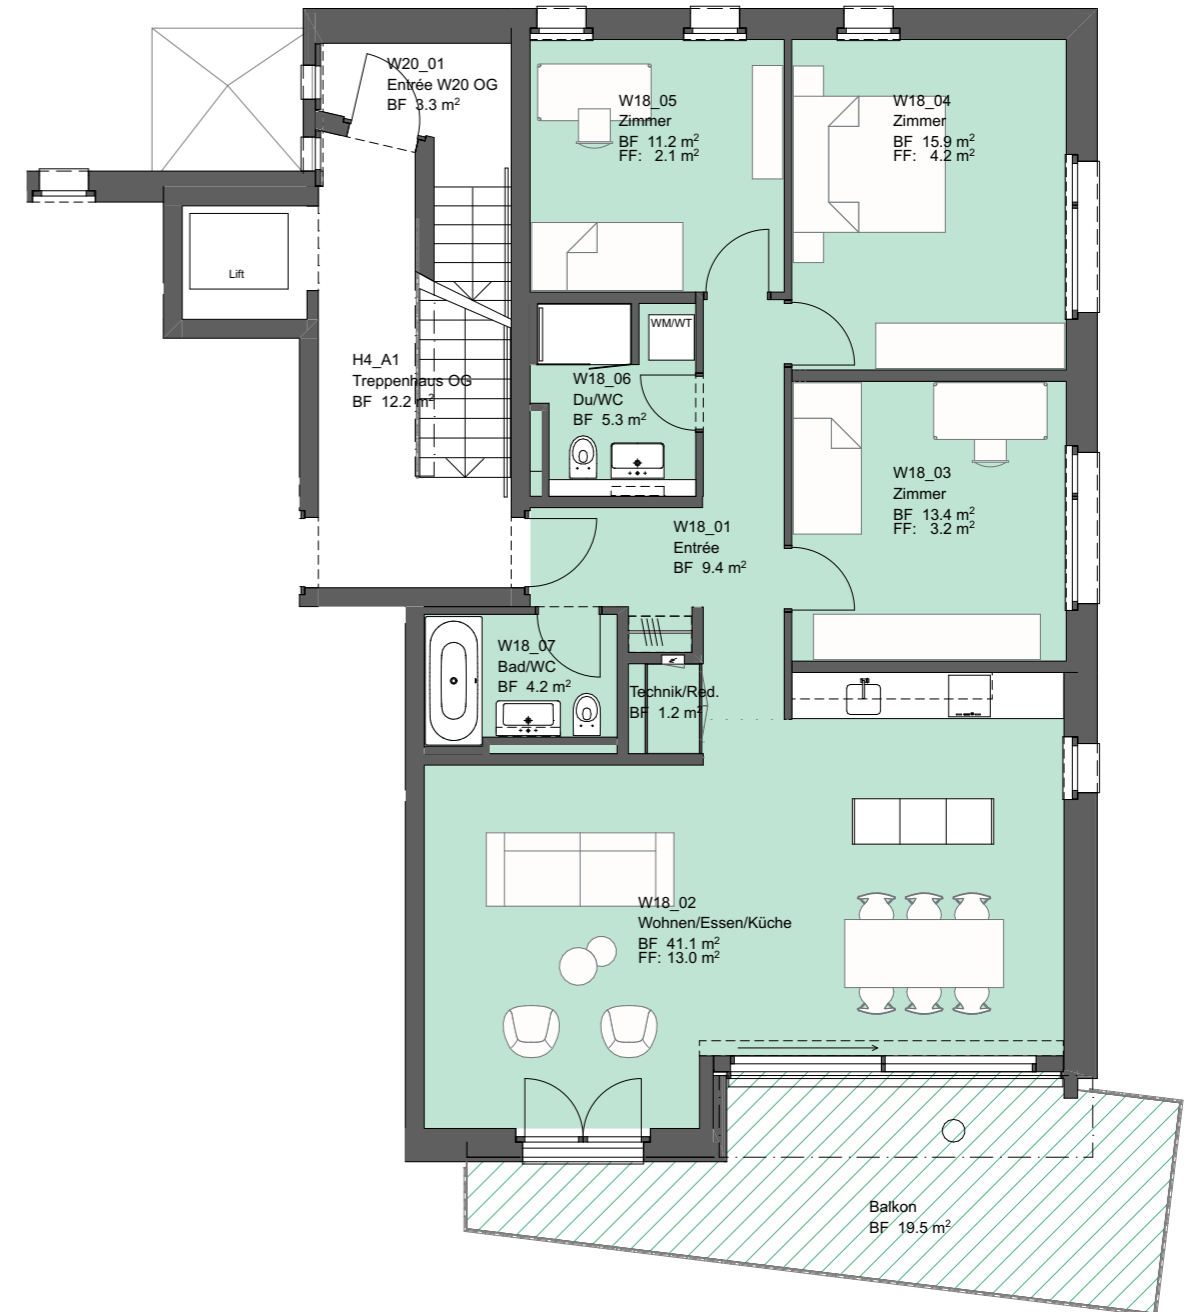 W20_01
Entrée W20 OG
BF 3.3 m²
W18_05
Zimmer
BF 11.2 m²
FF: 2.1 m²
W18_04
Zimmer
BF 15.9 m²
FF: 4.2 m²
Lift
WM/WT
H4_A1
Treppenhaus OG
BF 12.2 m²
W18_06
Du/WC
BF 5.3 m²
W18_03
Zimmer
BF 13.4 m²
FF: 3.2 m²
W18_01
Entrée
BF 9.4 m²
W18_07
Bad/WC
BF 4.2 m²
Technik/Red.
BF 1.2 m²
W18_02
Wohnen/Essen/Küche
BF 41.1 m²
FF: 13.0 m²
Balkon
BF 19.5 m²